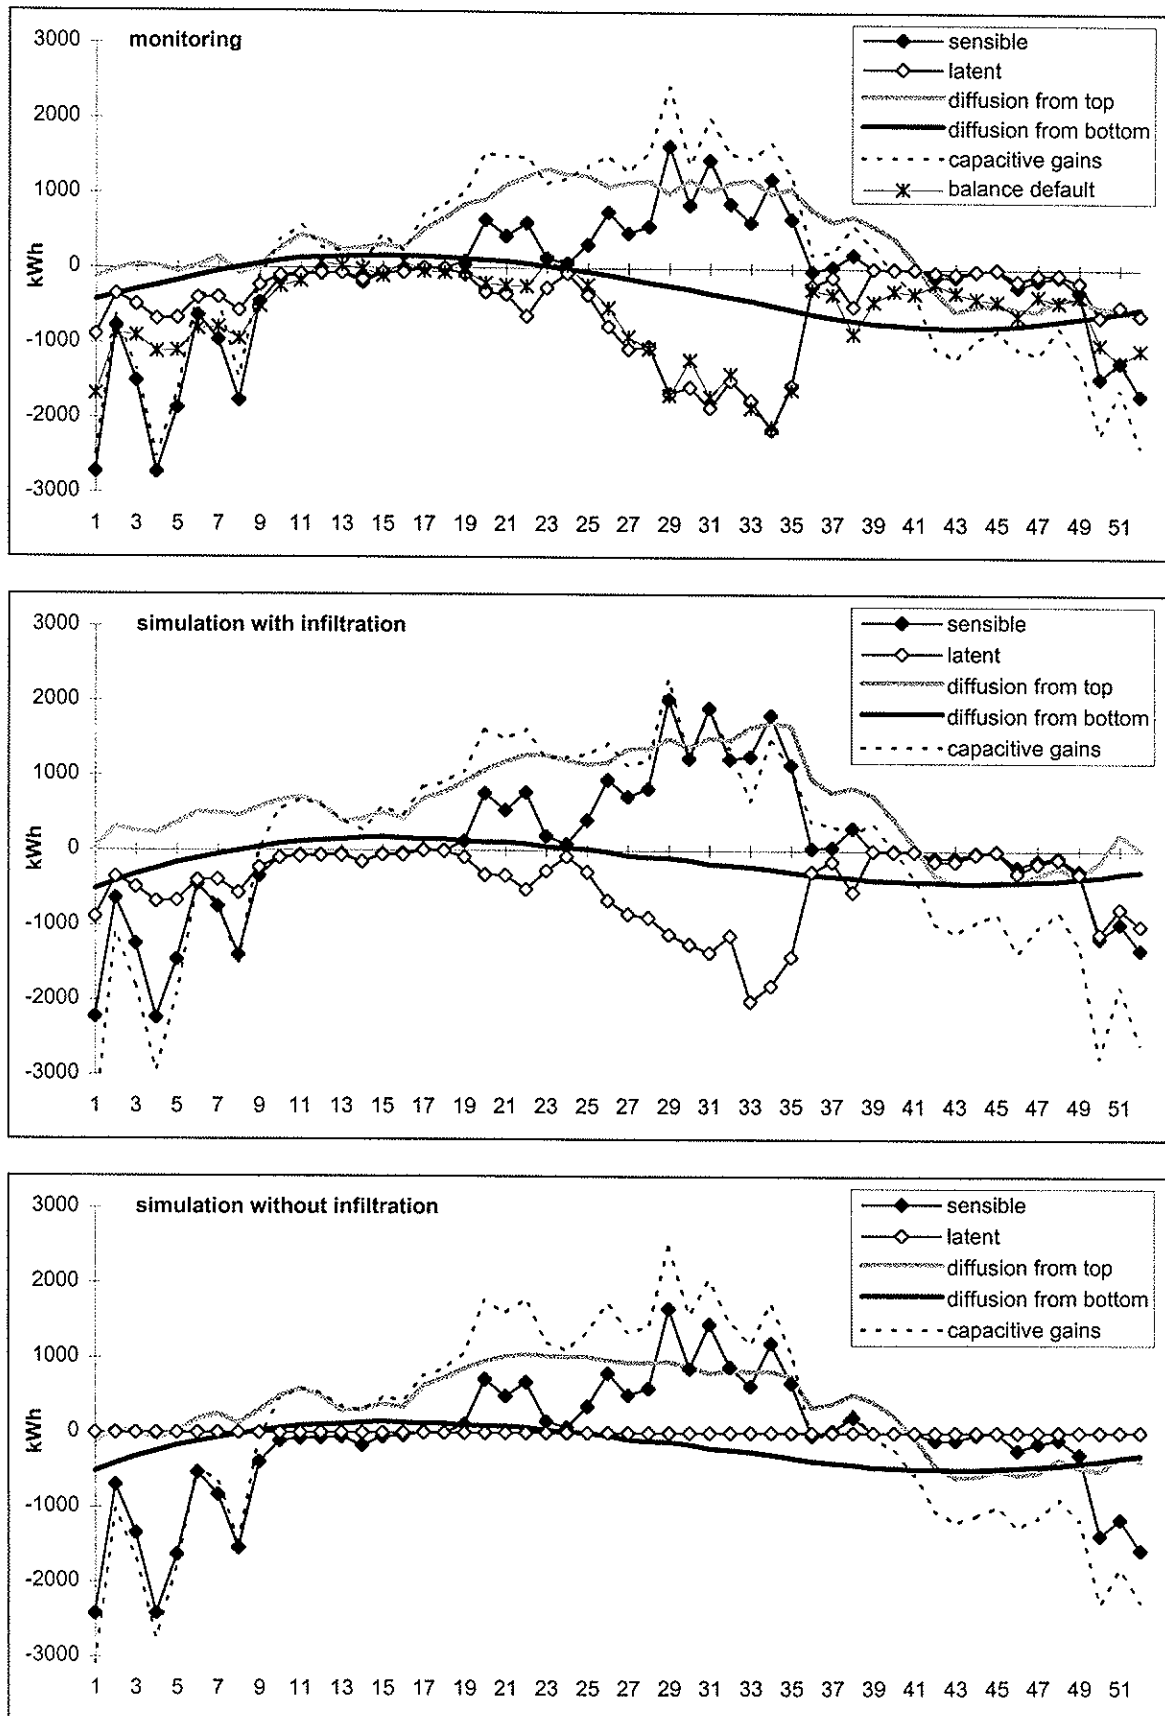 monitoring
sensible
latent
diffusion from top
diffusion from bottom
capacitive gains
balance default
3000
2000
1000
0
-1000
-2000
-3000
kWh
1 3 5 7 9 11 13 15 17 19 21 23 25 27 29 31 33 35 37 39 41 43 45 47 49 51
simulation with infiltration
sensible
latent
diffusion from top
diffusion from bottom
capacitive gains
3000
2000
1000
0
-1000
-2000
-3000
kWh
1 3 5 7 9 11 13 15 17 19 21 23 25 27 29 31 33 35 37 39 41 43 45 47 49 51
simulation without infiltration
sensible
latent
diffusion from top
diffusion from bottom
capacitive gains
3000
2000
1000
0
-1000
-2000
-3000
kWh
1 3 5 7 9 11 13 15 17 19 21 23 25 27 29 31 33 35 37 39 41 43 45 47 49 51